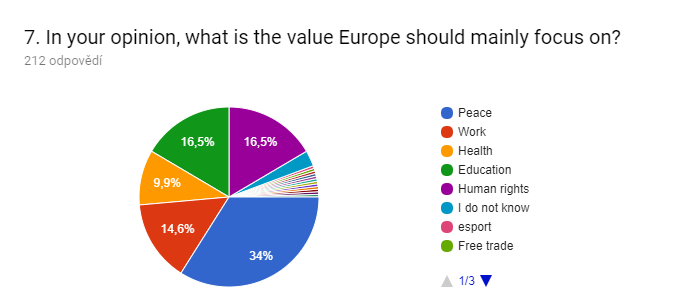 7. In your opinion, what is the value Europe should mainly focus on?
212 odpovědí
16,5%
16,5%
9,9%
14,6%
34%
Peace
Work
Health
Education
Human rights
I do not know
esport
Free trade
1/3